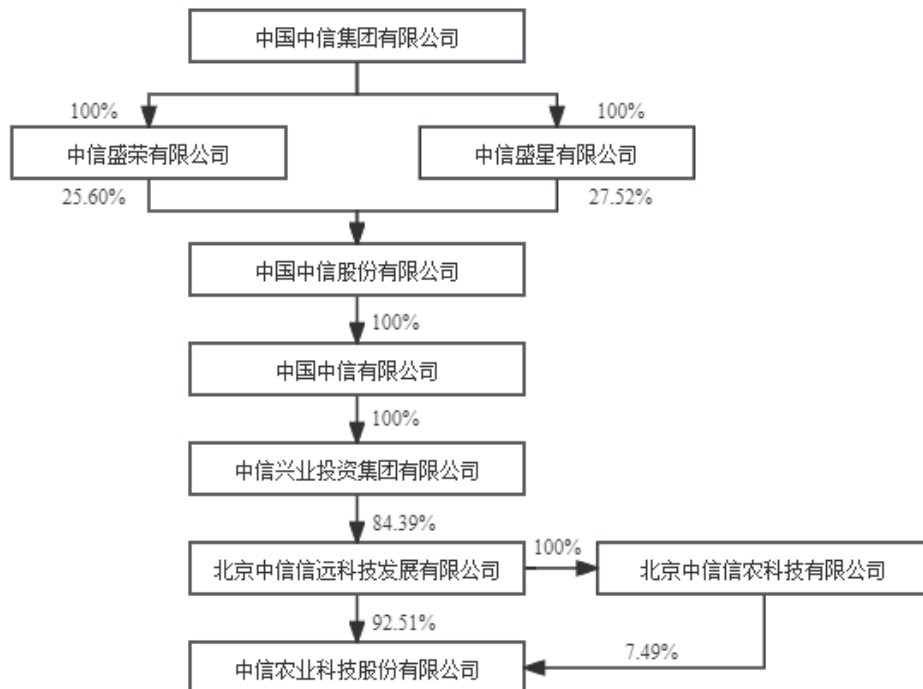 中国中信集团有限公司
100%
100%
中信盛荣有限公司
中信盛星有限公司
25.60%
27.52%
中国中信股份有限公司
100%
中国中信有限公司
100%
中信兴业投资集团有限公司
84.39%
北京中信信远科技发展有限公司
100%
北京中信信农科技有限公司
92.51%
7.49%
中信农业科技股份有限公司